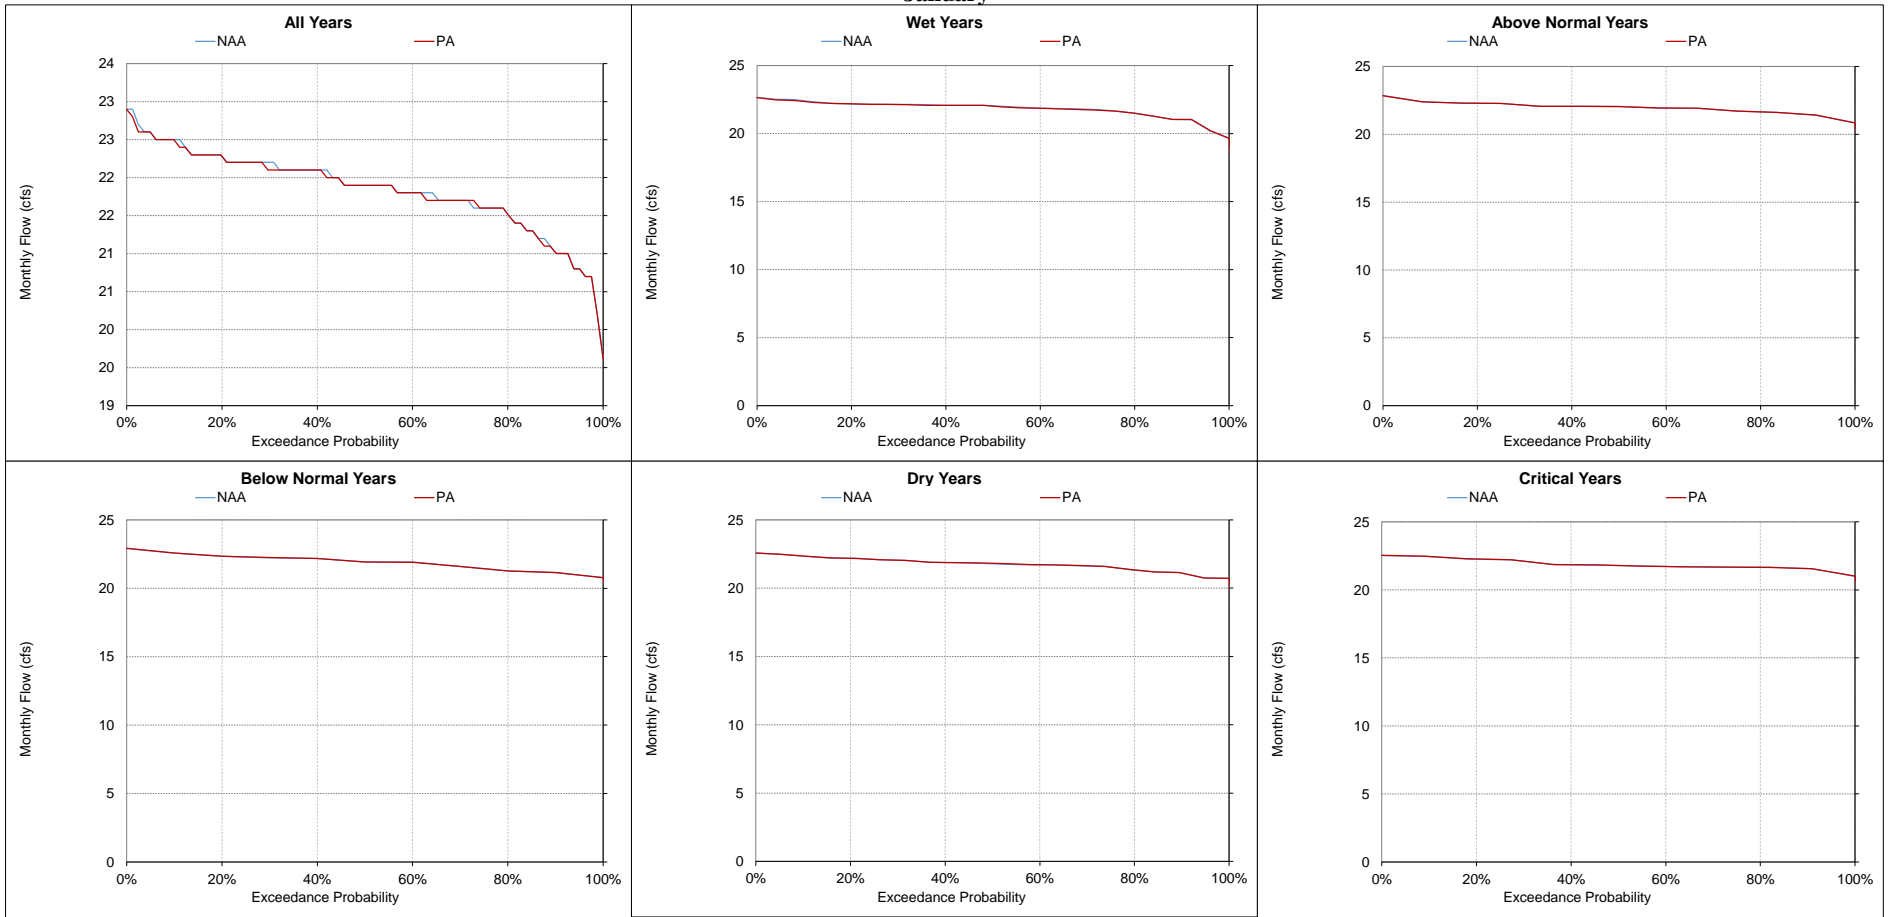 All Years
NAA PA
24
23
23
22
22
21
21
20
20
19
Monthly Flow (cfs)
0% 20% 40% 60% 80% 100%
Exceedance Probability
Wet Years
NAA PA
25
20
15
10
5
0
Monthly Flow (cfs)
0% 20% 40% 60% 80% 100%
Exceedance Probability
Above Normal Years
NAA PA
25
20
15
10
5
0
Monthly Flow (cfs)
0% 20% 40% 60% 80% 100%
Exceedance Probability
Below Normal Years
NAA PA
25
20
15
10
5
0
Monthly Flow (cfs)
0% 20% 40% 60% 80% 100%
Exceedance Probability
Dry Years
NAA PA
25
20
15
10
5
0
Monthly Flow (cfs)
0% 20% 40% 60% 80% 100%
Exceedance Probability
Critical Years
NAA PA
25
20
15
10
5
0
Monthly Flow (cfs)
0% 20% 40% 60% 80% 100%
Exceedance Probability